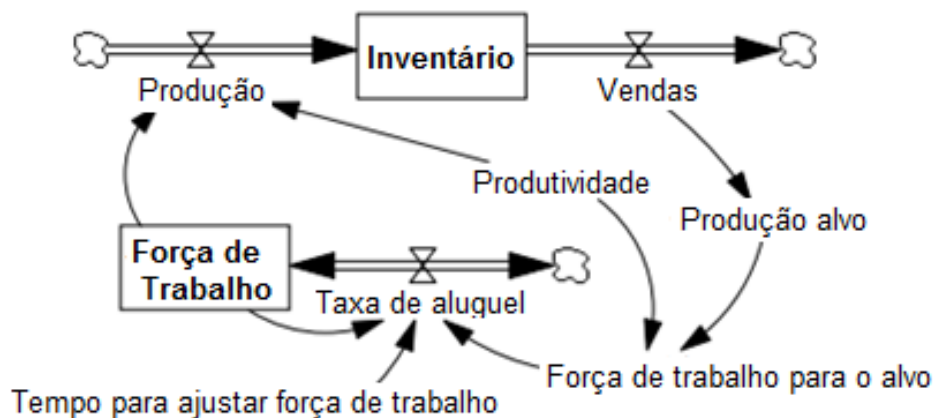 Inventário
Produção
Vendas
Produtividade
Produção alvo
Força de
Trabalho
Taxa de aluguel
Força de trabalho para o alvo
Tempo para ajustar força de trabalho